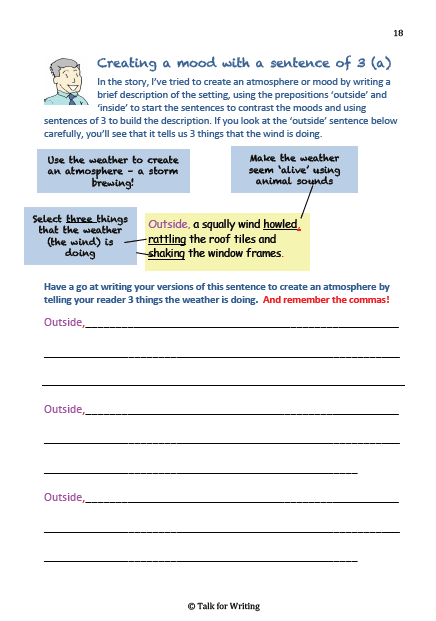 18
Creating a mood with a sentence of 3 (a)
In the story, I've tried to create an atmosphere or mood by writing a
brief description of the setting, using the prepositions 'outside' and
'inside' to start the sentences to contrast the moods and using
sentences of 3 to build the description. If you look at the 'outside' sentence below
carefully, you'll see that it tells us 3 things that the wind is doing.
Use the weather to create
an atmosphere – a storm
brewing!
Make the weather
seem 'alive' using
animal sounds
Select three things
that the weather
(the wind) is
doing
Outside, a squally wind howled,
rattling the roof tiles and
shaking the window frames.
Have a go at writing your versions of this sentence to create an atmosphere by
telling your reader 3 things the weather is doing. And remember the commas!
Outside,
Outside,
Outside,
© Talk for Writing